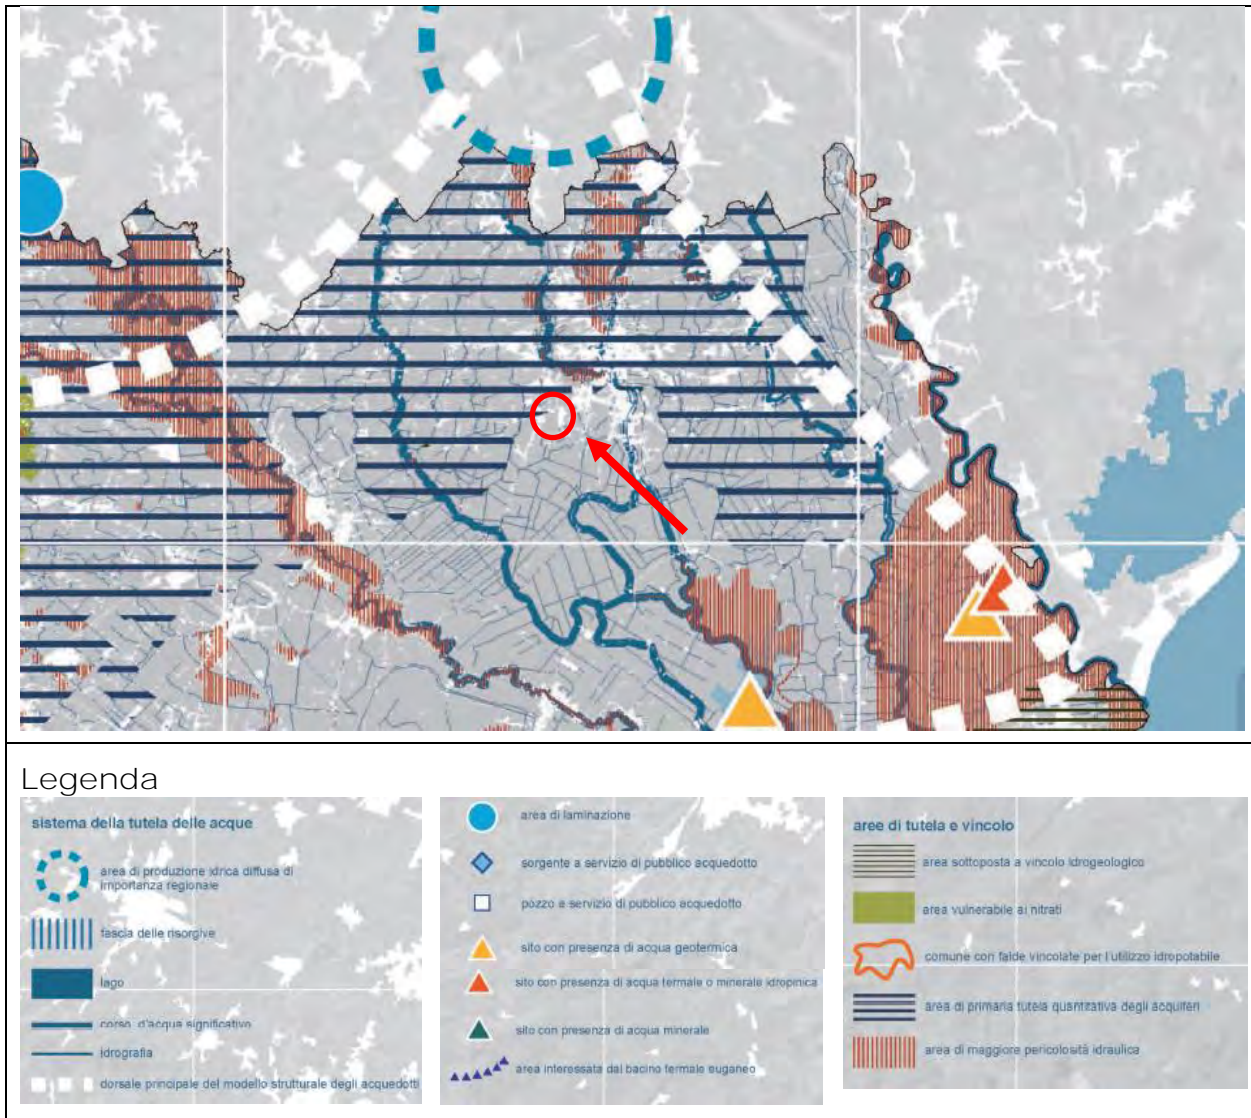 Legenda
sistema della tutela delle acque
area di produzione idrica diffusa di
importanza regionale
fascia delle risorgive
lago
corso d'acqua significativo
idrografia
dorsale principale del modello strutturale degli acquedotti
area di laminazione
sorgente a servizio di pubblico acquedotto
pozzo a servizio di pubblico acquedotto
sito con presenza di acqua geotermica
sito con presenza di acqua termale o minerale idropinica
sito con presenza di acqua minerale
area interessata dal bacino termale euganeo
aree di tutela e vincolo
area sottoposta a vincolo idrogeologico
area vulnerabile ai nitrati
comune con falde vincolate per l'utilizzo idropotabile
area di primaria tutela quantitativa degli acquiferi
area di maggiore pericolosità idraulica